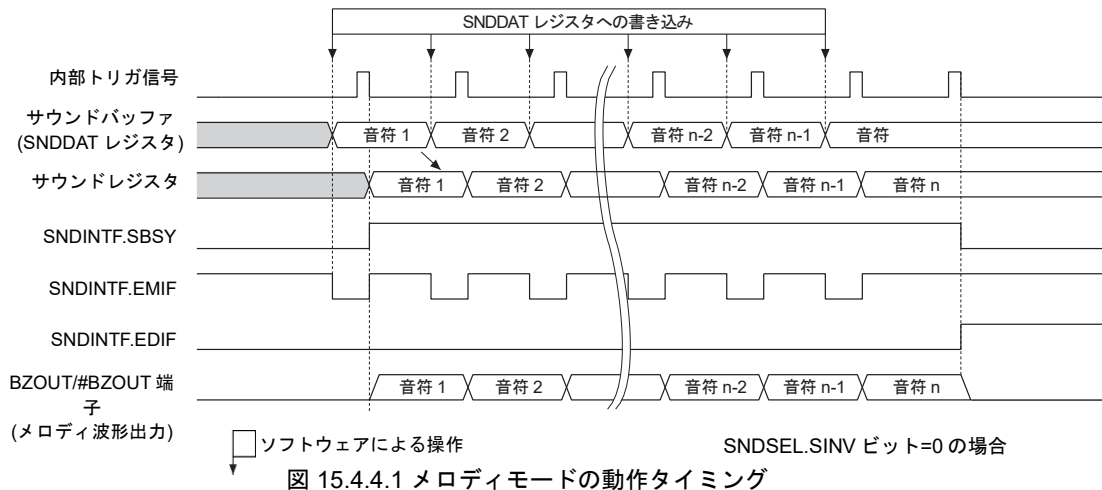 SNDDAT レジスタへの書き込み
内部トリガ信号
サウンドバッファ
(SNDDAT レジスタ)
音符 1 音符 2 音符 n-2 音符 n-1 音符
サウンドレジスタ
音符 1 音符 2 音符 n-2 音符 n-1 音符 n
SNDINTF.SBSY
SNDINTF.EMIF
SNDINTF.EDIF
BZOUT/#BZOUT 端
子
(メロディ波形出力)
音符 1 音符 2 音符 n-2 音符 n-1 音符 n
ソフトウェアによる操作 SNDSEL.SINV ビット=0 の場合
図 15.4.4.1 メロディモードの動作タイミング